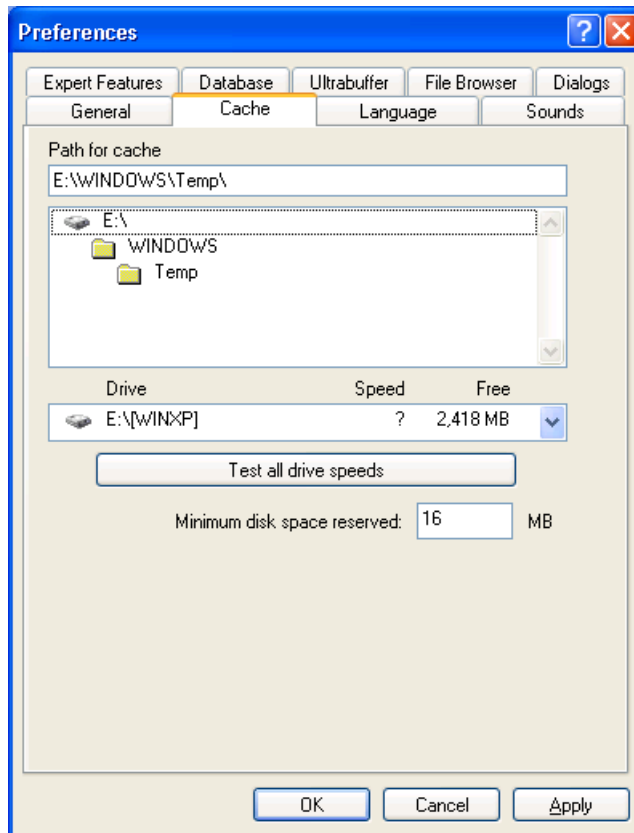 Preferences
Expert Features Database Ultrabuffer File Browser Dialogs
General Cache Language Sounds
Path for cache
E:\WINDOWS\Temp\
E:\
WINDOWS
Temp
Drive Speed Free
E:\[WINXP] ? 2,418 MB
Test all drive speeds
Minimum disk space reserved: 16 MB
OK Cancel Apply